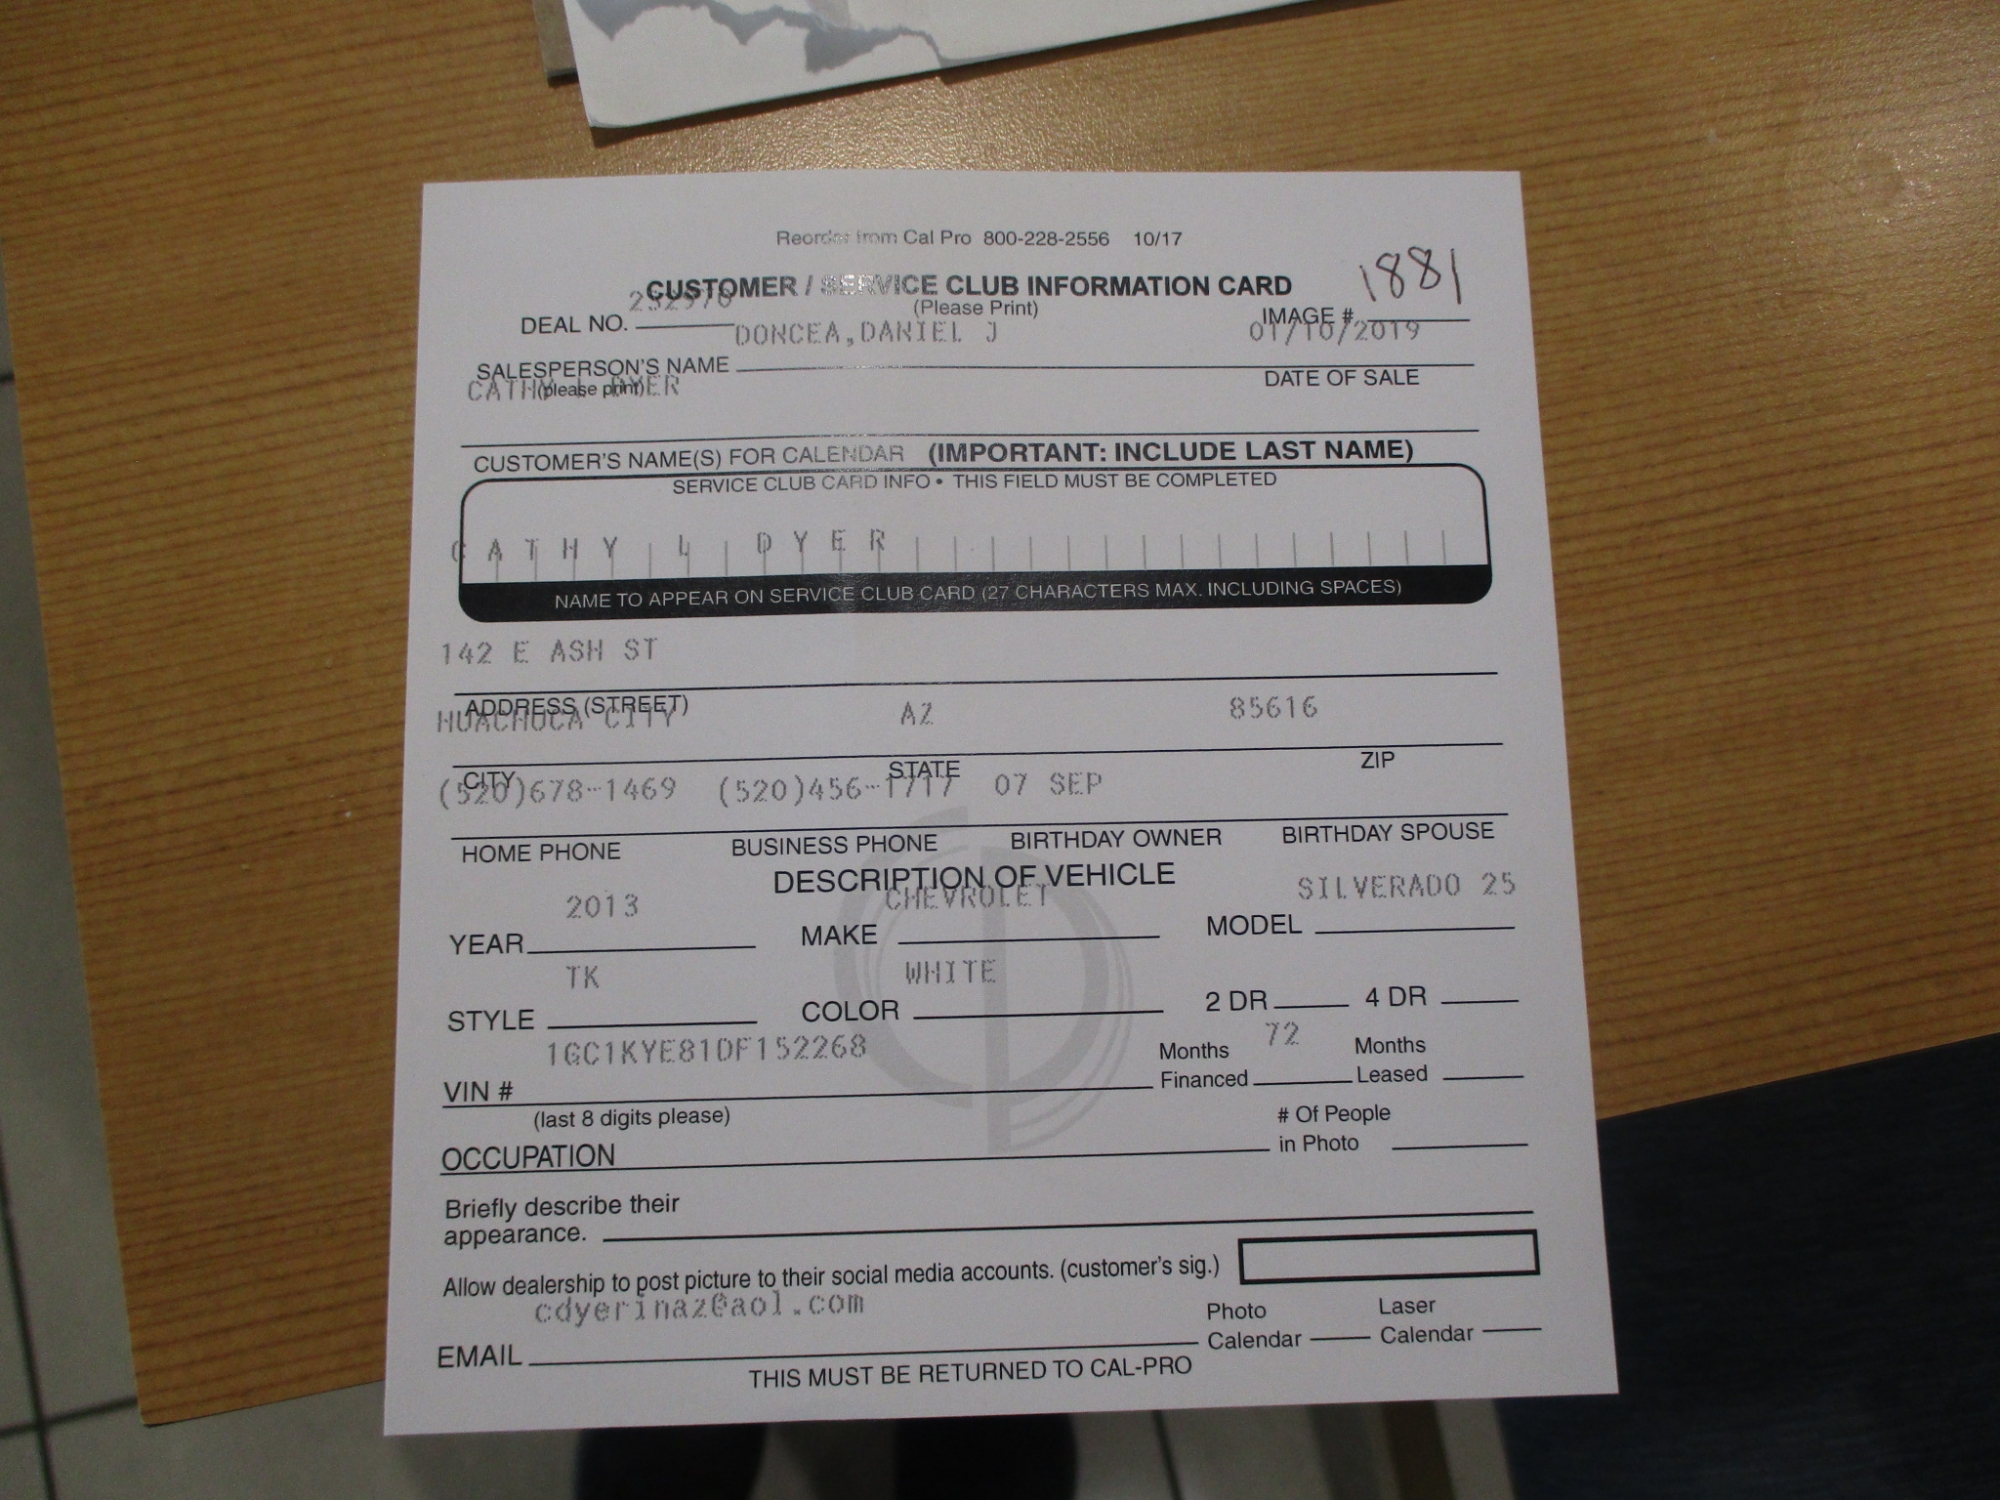 Reorder from Cal Pro 800-228-2556 10/17
1881
CUSTOMER / SERVICE CLUB INFORMATION CARD
(Please Print)
DEAL NO. IMAGE #
DONCEA,DANIEL J 01/10/2019
SALESPERSON'S NAME DATE OF SALE
(please print)
CATHY L DYER
CUSTOMER'S NAME(S) FOR CALENDAR (IMPORTANT: INCLUDE LAST NAME)
SERVICE CLUB CARD INFO • THIS FIELD MUST BE COMPLETED
CATHY L DYER
NAME TO APPEAR ON SERVICE CLUB CARD (27 CHARACTERS MAX. INCLUDING SPACES)
142 E ASH ST
ADDRESS (STREET)
HUACHUCA CITY AZ 85616
CITY STATE ZIP
(520)678-1469 (520)456-1717 07 SEP
HOME PHONE BUSINESS PHONE BIRTHDAY OWNER BIRTHDAY SPOUSE
DESCRIPTION OF VEHICLE
2013 CHEVROLET SILVERADO 25
YEAR MAKE MODEL
TK WHITE
STYLE COLOR 2 DR 4 DR
1GC1KYE81DF152268 72
VIN # Months Financed Months Leased
(last 8 digits please)
OCCUPATION # Of People in Photo
Briefly describe their
appearance.
Allow dealership to post picture to their social media accounts. (customer's sig.)
cdyerinaz@aol.com
EMAIL Photo Calendar Laser Calendar
THIS MUST BE RETURNED TO CAL-PRO